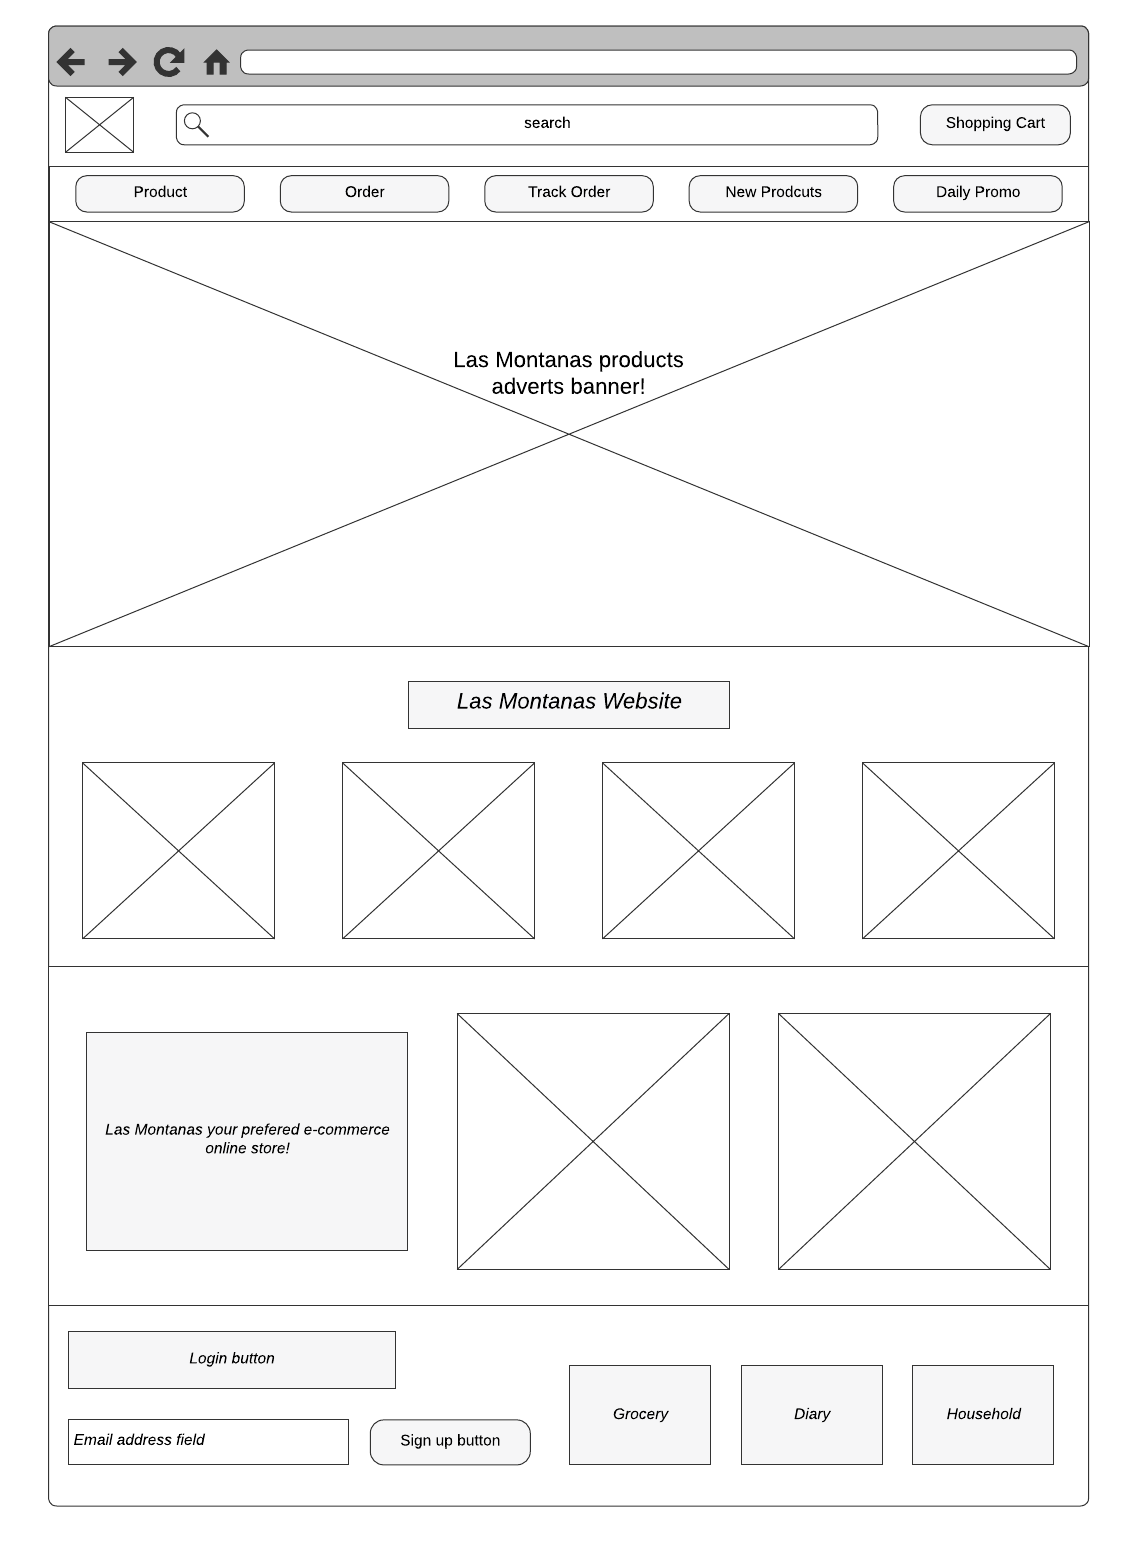 search
Shopping Cart
Product
Order
Track Order
New Prodcuts
Daily Promo
Las Montanas products
adverts banner!
Las Montanas Website
Las Montanas your prefered e-commerce
online store!
Login button
Email address field
Sign up button
Grocery
Diary
Household